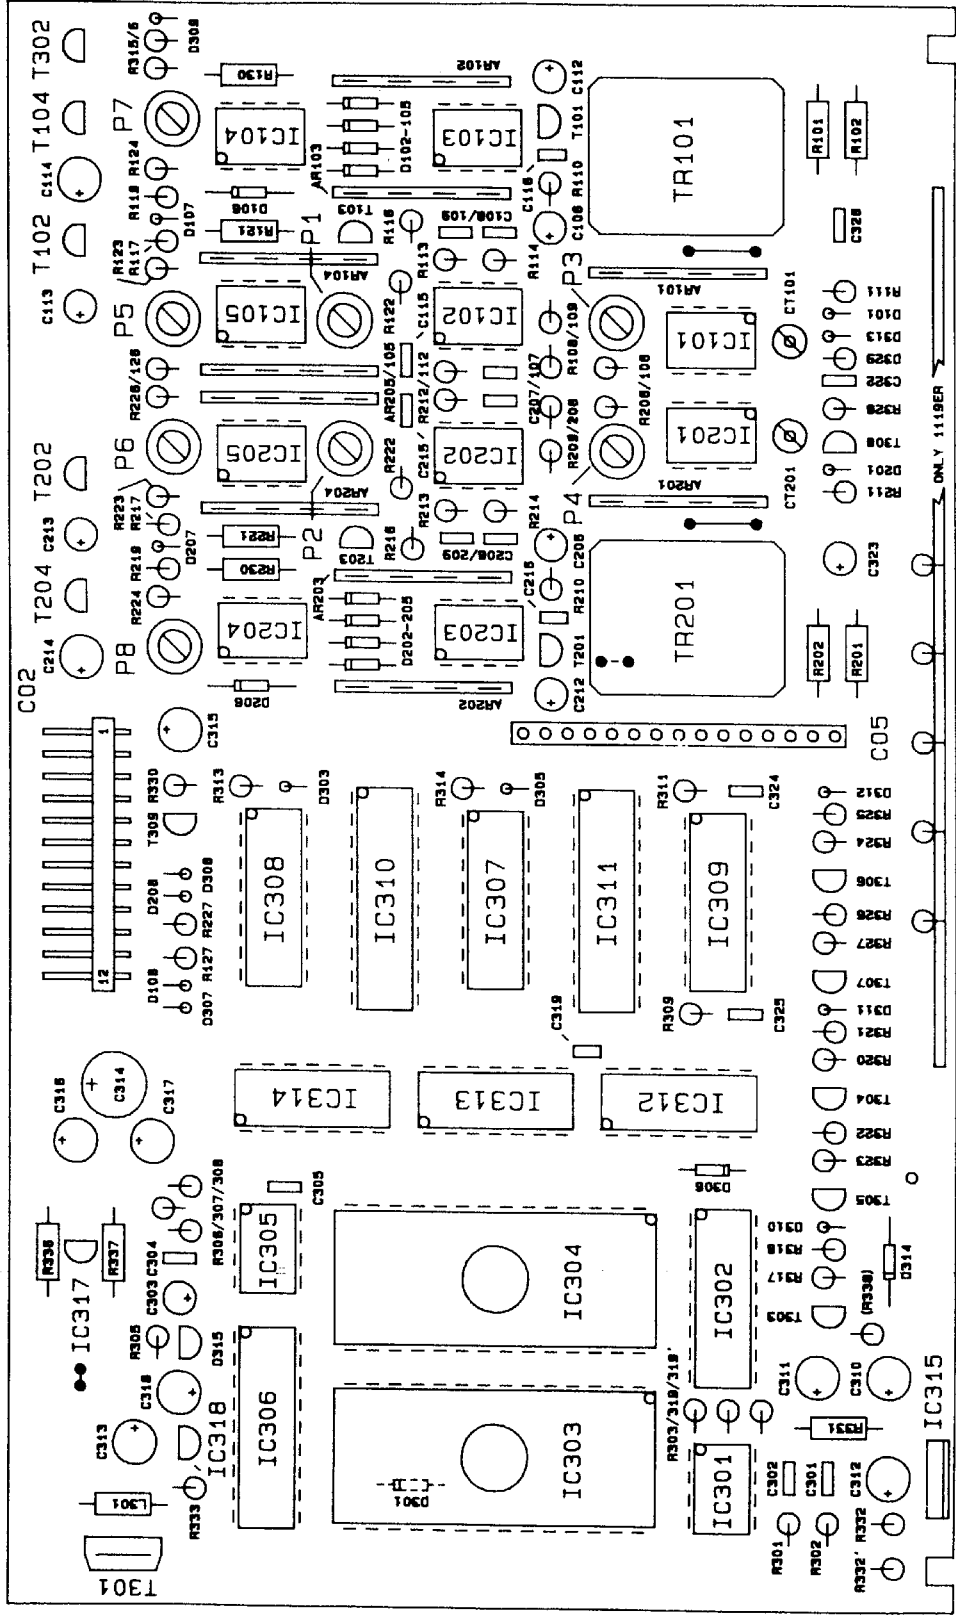 T302
R315/6
D309
C112
R130
AR102
T104
P7
IC104
D102-105
IC103
T101
TR101
R101
R102
C114
R124
R119
D107
D106
AR103
C116
R110
C106
T102
R123
R117
R121
P1
T103
R116
C108/109
P3
C326
C113
P5
AR104
R113
R114
AR101
CT101
IC105
R122
C115
IC102
R108/109
IC101
R111
D101
D313
D329
C322
R328
T308
D201
R211
R226/126
AR205/105
R212/112
C207/107
R206/106
ONLY 1119ER
T202
P6
IC205
R222
C215
IC202
R209/208
IC201
C213
R223
R217
AR204
R213
R214
P4
AR201
CT201
R219
D207
R221
P2
T203
R216
C208/209
C205
C323
T204
R224
R230
AR203
C216
R210
C214
P8
IC204
D202-205
IC203
T201
TR201
R202
R201
C02
D206
AR202
C212
C315
C05
1
R330
R313
D303
R314
D305
R311
C324
D312
R325
R324
T309
D308
D208
R227
R127
D108
D307
12
IC308
IC310
IC307
IC311
IC309
T306
R326
R327
T307
R309
C325
D311
R321
R320
C319
C316
C314
C317
IC314
IC313
IC312
T304
R322
R323
D306
T305
R306/307/308
C305
R336
R337
C304
C303
IC317
R305
D315
IC305
IC304
IC302
D310
R318
R317
T303
D314
(R338)
C318
C313
IC318
IC306
R303/319/319'
C311
C310
IC315
L301
R333
D301
IC303
IC301
C302
C301
R331
C312
T301
R301
R302
R332
R332'